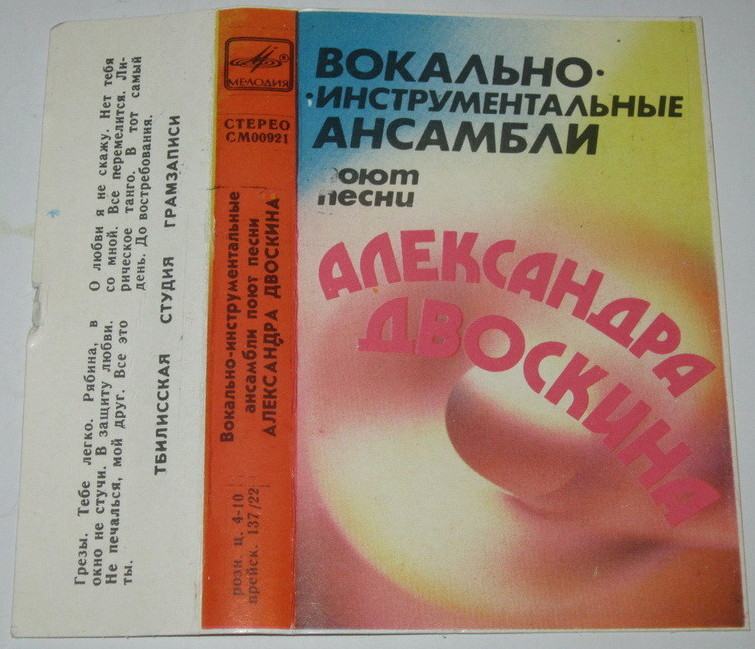 Грезы. Тебе легко. Рябина, в
окно не стучи. В защиту любви.
Не печалься, мой друг. Все это
ты.
О любви я не скажу. Нет тебя
со мной. Все перемелится. Ли-
рическое танго. В тот самый
день. До востребования.
ТБИЛИССКАЯ СТУДИЯ ГРАМЗАПИСИ
МЕЛОДИЯ
СТЕРЕО
СМ00921
Вокально-инструментальные
ансамбли поют песни
АЛЕКСАНДРА ДВОСКИНА
розн. ц. 4-10
прейск. 137/22
ВОКАЛЬНО·
·ИНСТРУМЕНТАЛЬНЫЕ
АНСАМБЛИ
поют
песни
АЛЕКСАНДРА
ДВОСКИНА